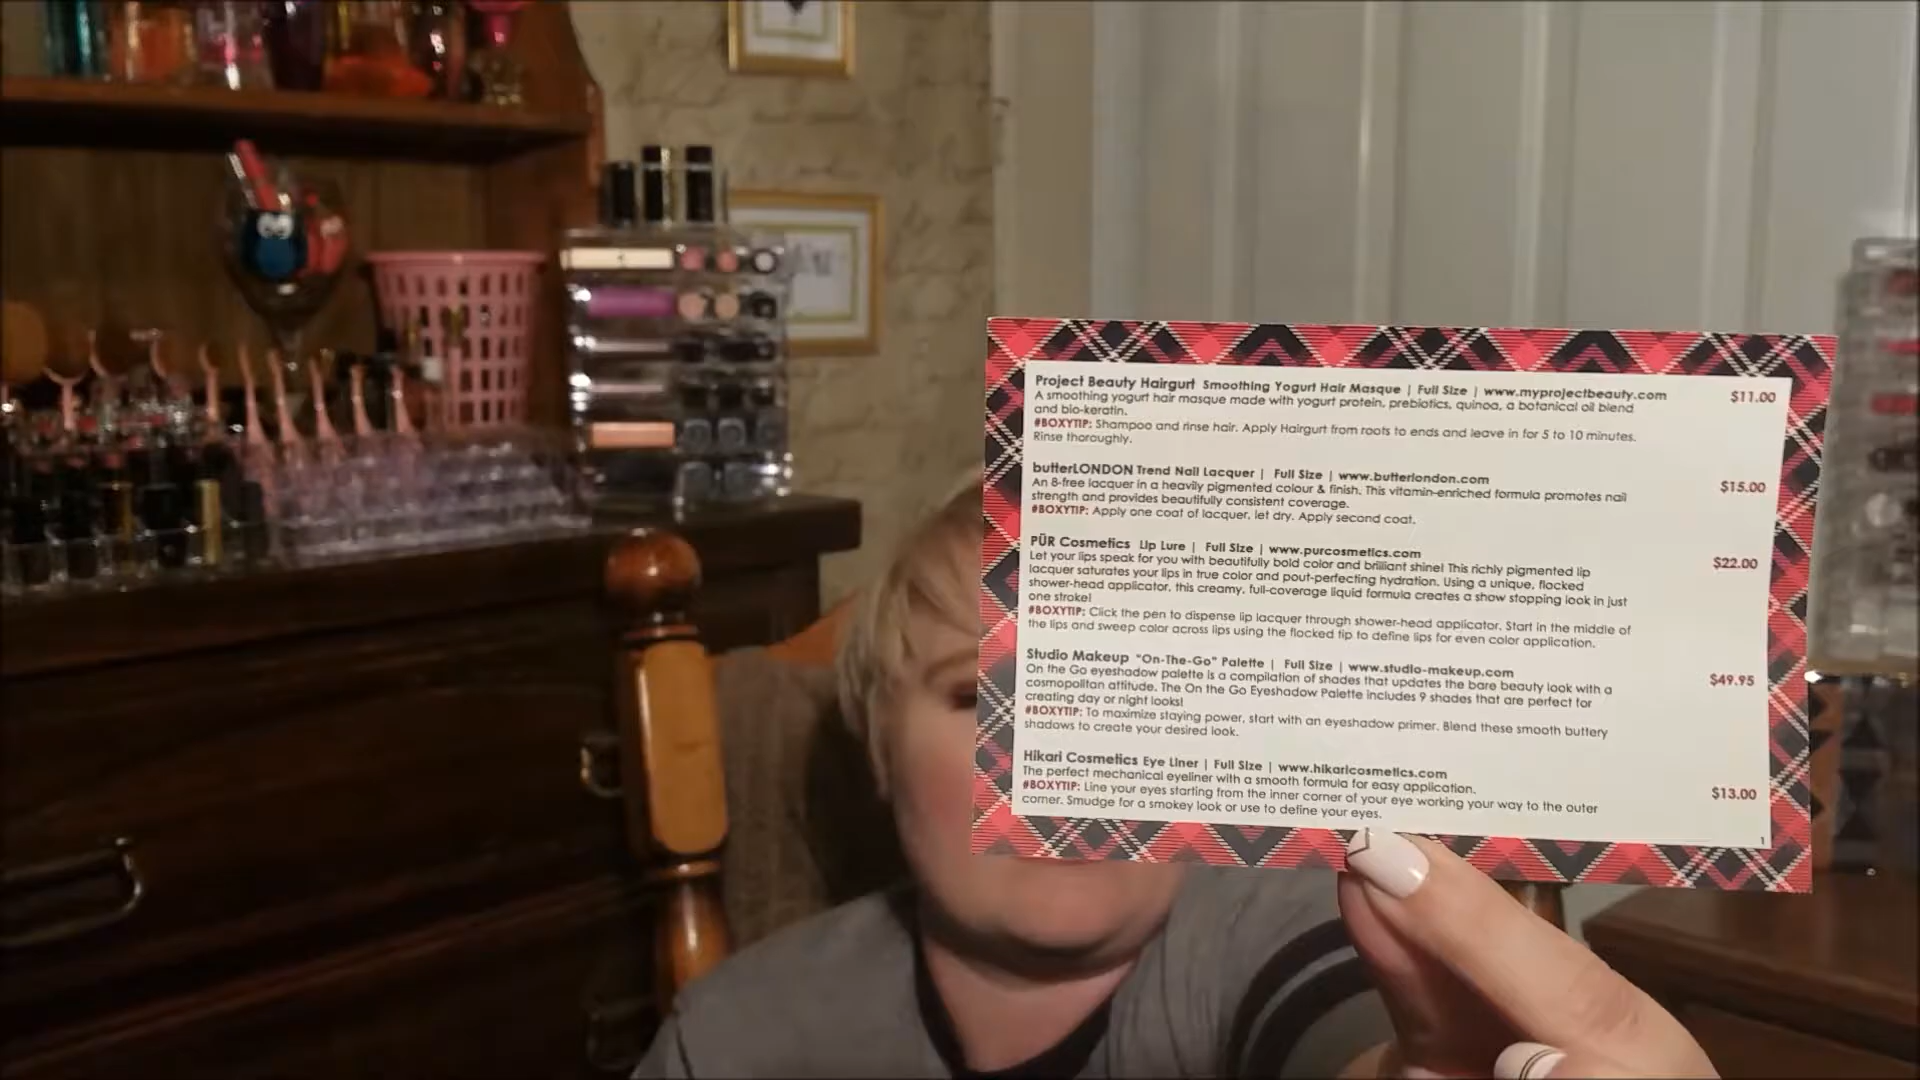 Project Beauty Hairgurt Smoothing Yogurt Hair Masque | Full Size | www.myprojectbeauty.com $11.00
A smoothing yogurt hair masque made with yogurt protein, prebiotics, quinoa, a botanical oil blend
and bio-keratin.
#BOXYTIP: Shampoo and rinse hair. Apply Hairgurt from roots to ends and leave in for 5 to 10 minutes.
Rinse thoroughly.
butterLONDON Trend Nail Lacquer | Full Size | www.butterlondon.com $15.00
An 8-free lacquer in a heavily pigmented colour & finish. This vitamin-enriched formula promotes nail
strength and provides beautifully consistent coverage.
#BOXYTIP: Apply one coat of lacquer, let dry. Apply second coat.
PÜR Cosmetics Lip Lure | Full Size | www.purcosmetics.com $22.00
Let your lips speak for you with beautifully bold color and brilliant shine! This richly pigmented lip
lacquer saturates your lips in true color and pout-perfecting hydration. Using a unique, flocked
shower-head applicator, this creamy, full-coverage liquid formula creates a show stopping look in just
one stroke!
#BOXYTIP: Click the pen to dispense lip lacquer through shower-head applicator. Start in the middle of
the lips and sweep color across lips using the flocked tip to define lips for even color application.
Studio Makeup "On-The-Go" Palette | Full Size | www.studio-makeup.com $49.95
On the Go eyeshadow palette is a compilation of shades that updates the bare beauty look with a
cosmopolitan attitude. The On the Go Eyeshadow Palette includes 9 shades that are perfect for
creating day or night looks!
#BOXYTIP: To maximize staying power, start with an eyeshadow primer. Blend these smooth buttery
shadows to create your desired look.
Hikari Cosmetics Eye Liner | Full Size | www.hikaricosmetics.com $13.00
The perfect mechanical eyeliner with a smooth formula for easy application.
#BOXYTIP: Line your eyes starting from the inner corner of your eye working your way to the outer
corner. Smudge for a smokey look or use to define your eyes.
1